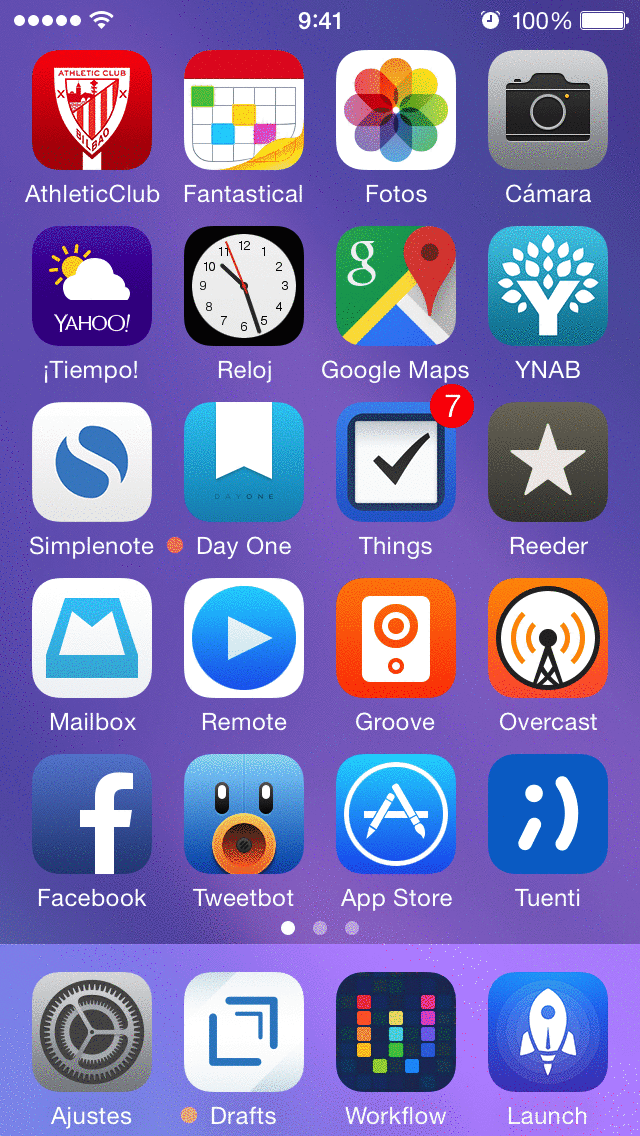 9:41 100%
ATHLETIC CLUB
BILBAO
AthleticClub Fantastical Fotos Cámara
YAHOO!
12 1 2 3 4 5 6 7 8 9 10 11
g
Y
¡Tiempo! Reloj Google Maps YNAB
7
DAYONE
Simplenote Day One Things Reeder
Mailbox Remote Groove Overcast
f
Facebook Tweetbot App Store Tuenti
Ajustes Drafts Workflow Launch